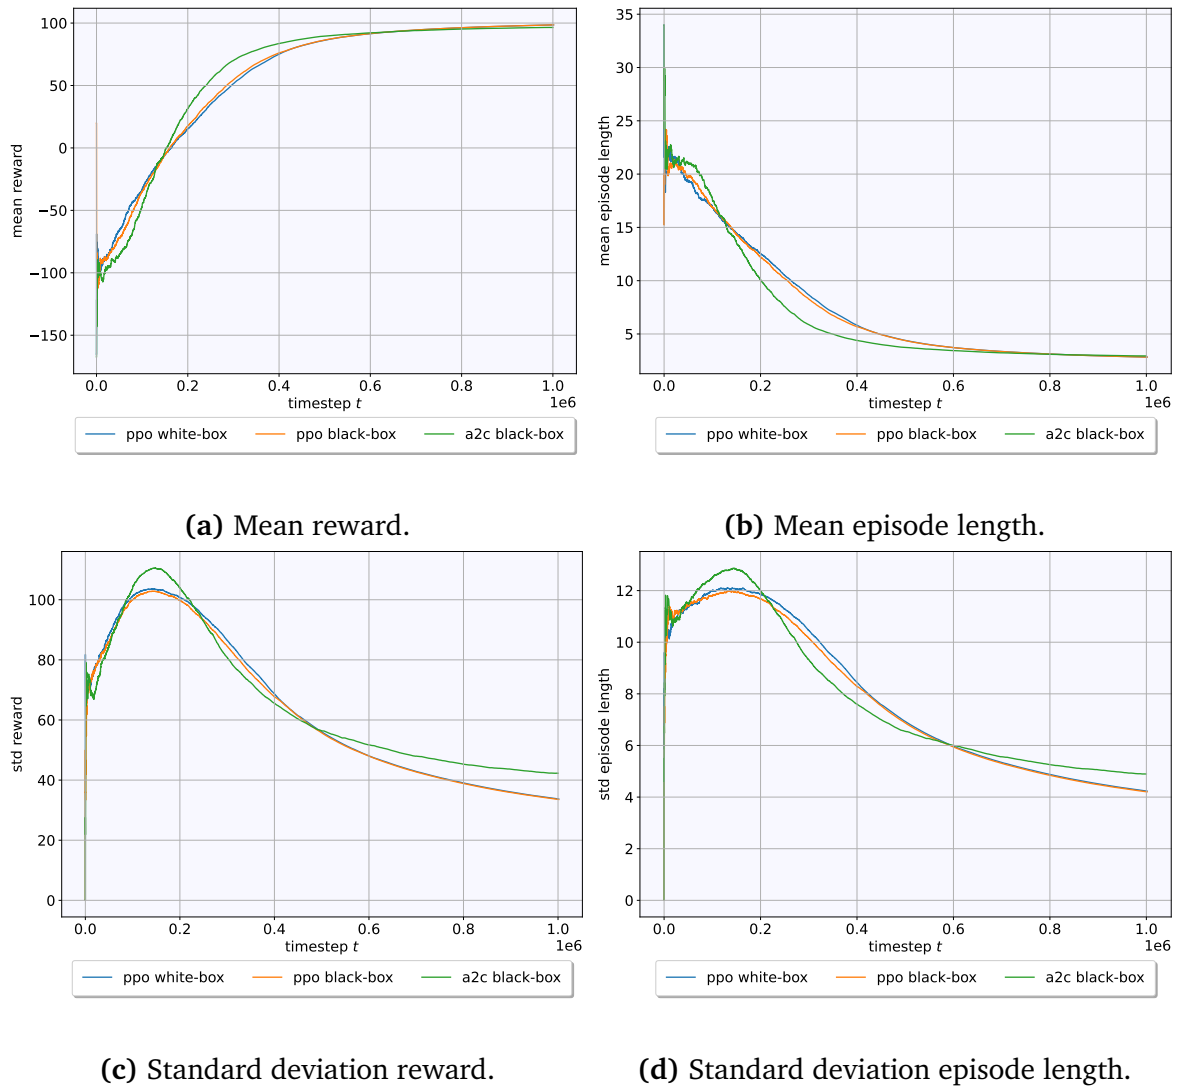 100
50
0
−50
−100
−150
mean reward
0.0 0.2 0.4 0.6 0.8 1.0
timestep t
1e6
ppo white-box ppo black-box a2c black-box
(a) Mean reward.
35
30
25
20
15
10
5
mean episode length
0.0 0.2 0.4 0.6 0.8 1.0
timestep t
1e6
ppo white-box ppo black-box a2c black-box
(b) Mean episode length.
100
80
60
40
20
0
std reward
0.0 0.2 0.4 0.6 0.8 1.0
timestep t
1e6
ppo white-box ppo black-box a2c black-box
(c) Standard deviation reward.
12
10
8
6
4
2
0
std episode length
0.0 0.2 0.4 0.6 0.8 1.0
timestep t
1e6
ppo white-box ppo black-box a2c black-box
(d) Standard deviation episode length.